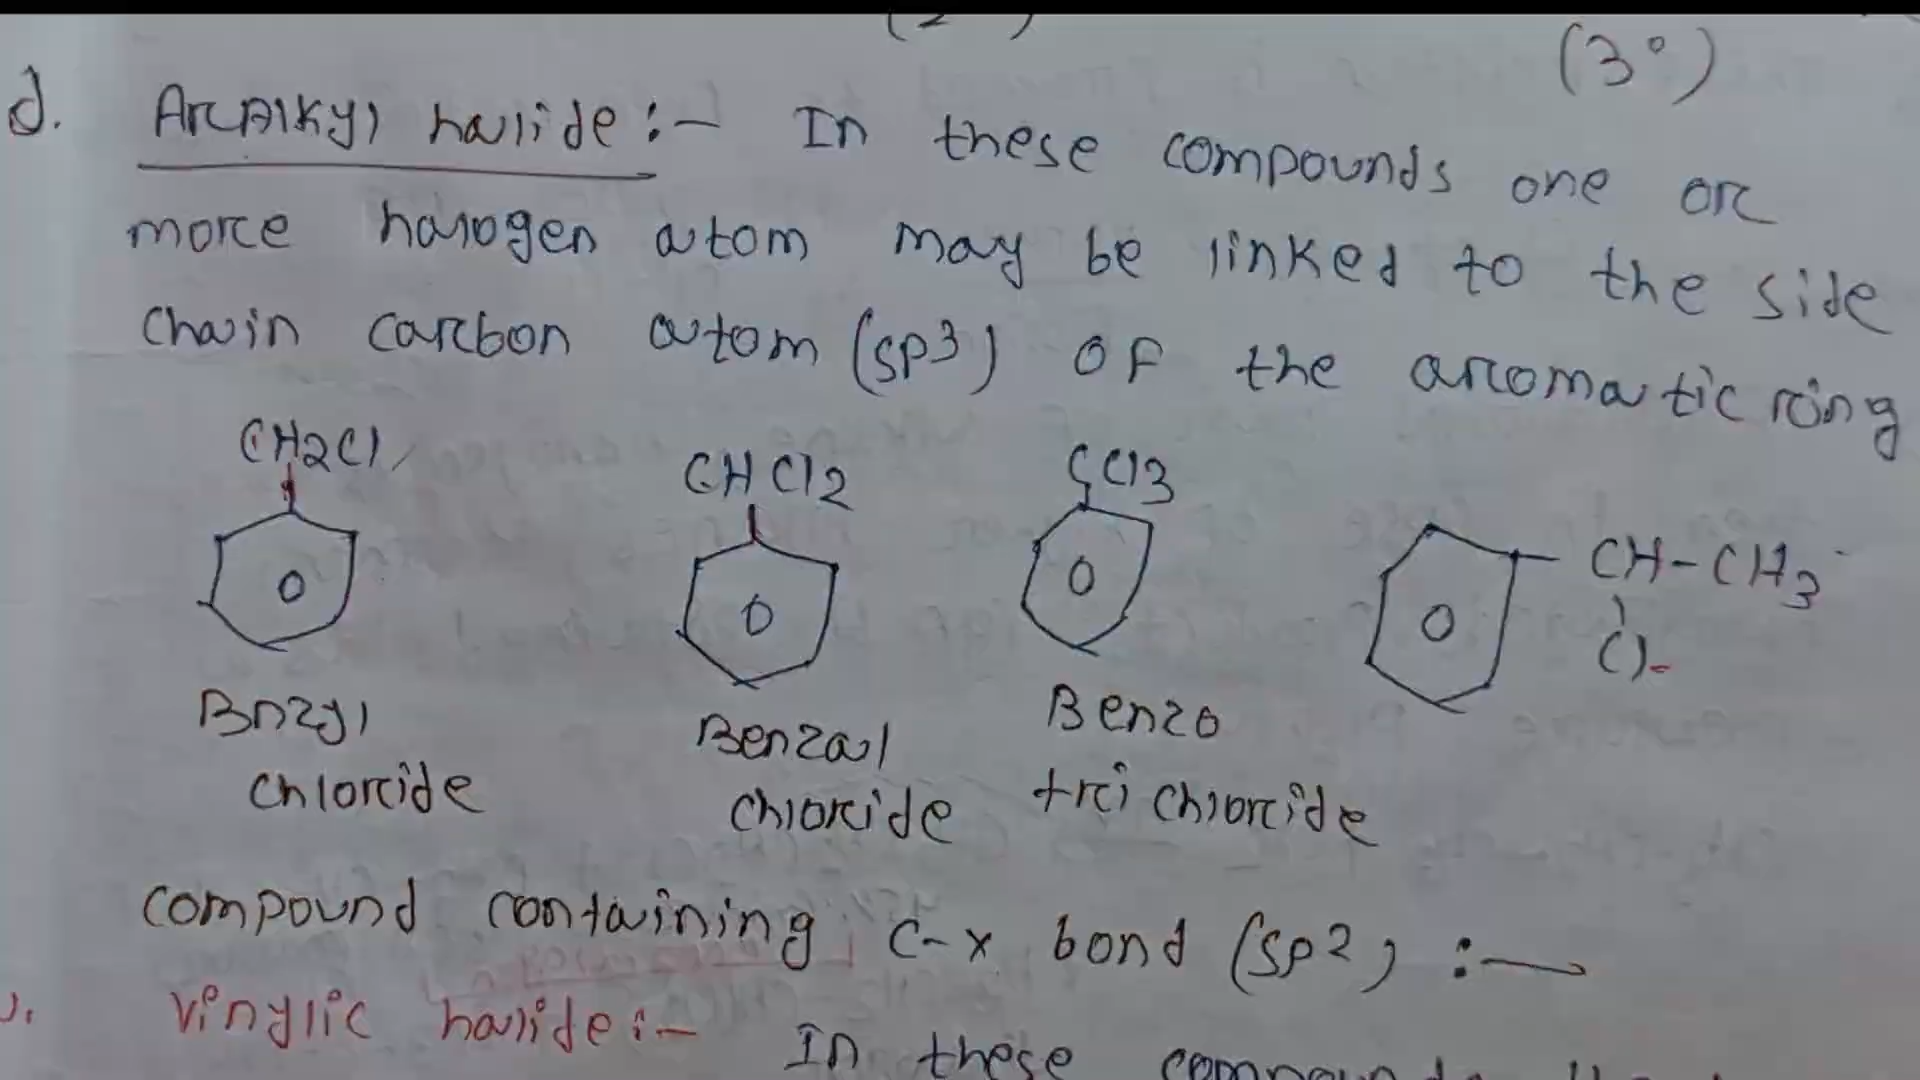 (3°)
d. ArAlkyl halide :- In these compounds one or
more halogen atom may be linked to the side
chain carbon atom (sp3) OF the aromatic ring
CH2Cl
CHCl2
CCl3
CH-CH3
Cl
Bnzyl
chloride
Benzal
chloride
Benzo
tri chloride
compound containing C-X bond (sp2) :-
Vinylic halide :- In these